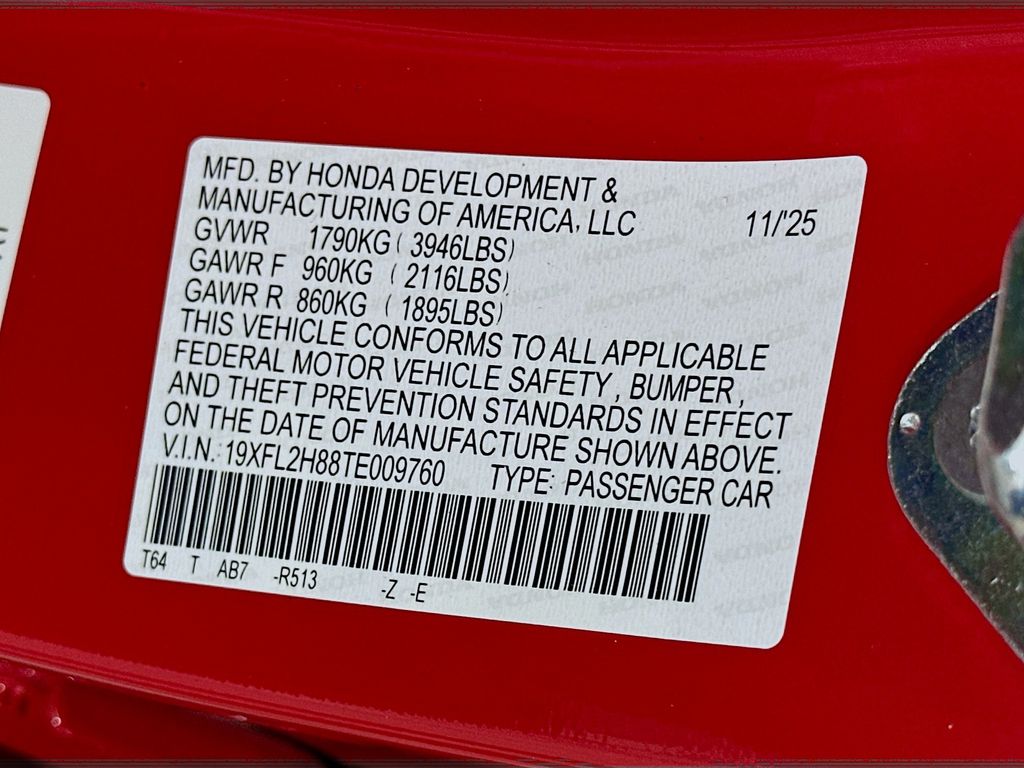 MFD. BY HONDA DEVELOPMENT &
MANUFACTURING OF AMERICA, LLC 11/'25
GVWR 1790KG ( 3946LBS)
GAWR F 960KG ( 2116LBS)
GAWR R 860KG ( 1895LBS)
THIS VEHICLE CONFORMS TO ALL APPLICABLE
FEDERAL MOTOR VEHICLE SAFETY , BUMPER ,
AND THEFT PREVENTION STANDARDS IN EFFECT
ON THE DATE OF MANUFACTURE SHOWN ABOVE.
V.I.N.: 19XFL2H88TE009760 TYPE: PASSENGER CAR
T64 T AB7 -R513 -Z -E